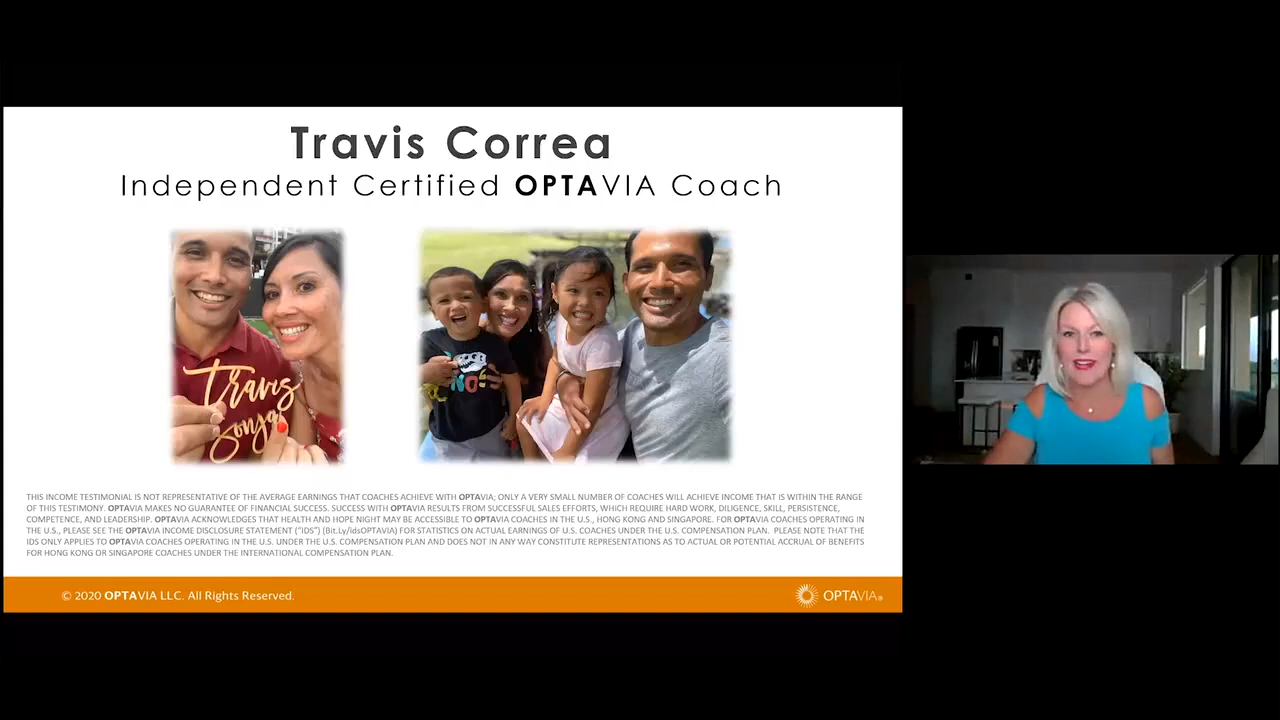 Travis Correa
Independent Certified OPTAVIA Coach
travis
Sonja
THIS INCOME TESTIMONIAL IS NOT REPRESENTATIVE OF THE AVERAGE EARNINGS THAT COACHES ACHIEVE WITH OPTAVIA; ONLY A VERY SMALL NUMBER OF COACHES WILL ACHIEVE INCOME THAT IS WITHIN THE RANGE
OF THIS TESTIMONY. OPTAVIA MAKES NO GUARANTEE OF FINANCIAL SUCCESS. SUCCESS WITH OPTAVIA RESULTS FROM SUCCESSFUL SALES EFFORTS, WHICH REQUIRE HARD WORK, DILIGENCE, SKILL, PERSISTENCE,
COMPETENCE, AND LEADERSHIP. OPTAVIA ACKNOWLEDGES THAT HEALTH AND HOPE NIGHT MAY BE ACCESSIBLE TO OPTAVIA COACHES IN THE U.S., HONG KONG AND SINGAPORE. FOR OPTAVIA COACHES OPERATING IN
THE U.S., PLEASE SEE THE OPTAVIA INCOME DISCLOSURE STATEMENT ("IDS") (Bit.Ly/idsOPTAVIA) FOR STATISTICS ON ACTUAL EARNINGS OF U.S. COACHES UNDER THE U.S. COMPENSATION PLAN. PLEASE NOTE THAT THE
IDS ONLY APPLIES TO OPTAVIA COACHES OPERATING IN THE U.S. UNDER THE U.S. COMPENSATION PLAN AND DOES NOT IN ANY WAY CONSTITUTE REPRESENTATIONS AS TO ACTUAL OR POTENTIAL ACCRUAL OF BENEFITS
FOR HONG KONG OR SINGAPORE COACHES UNDER THE INTERNATIONAL COMPENSATION PLAN.
© 2020 OPTAVIA LLC. All Rights Reserved.
OPTAVIA®